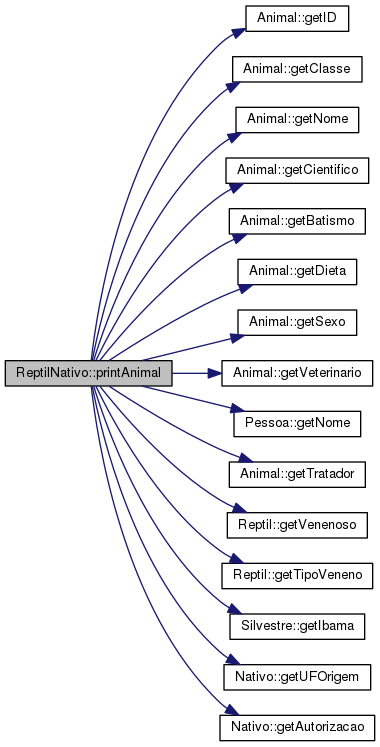 Animal::getID
Animal::getClasse
Animal::getNome
Animal::getCientifico
Animal::getBatismo
Animal::getDieta
Animal::getSexo
ReptilNativo::printAnimal
Animal::getVeterinario
Pessoa::getNome
Animal::getTratador
Reptil::getVenenoso
Reptil::getTipoVeneno
Silvestre::getIbama
Nativo::getUFOrigem
Nativo::getAutorizacao